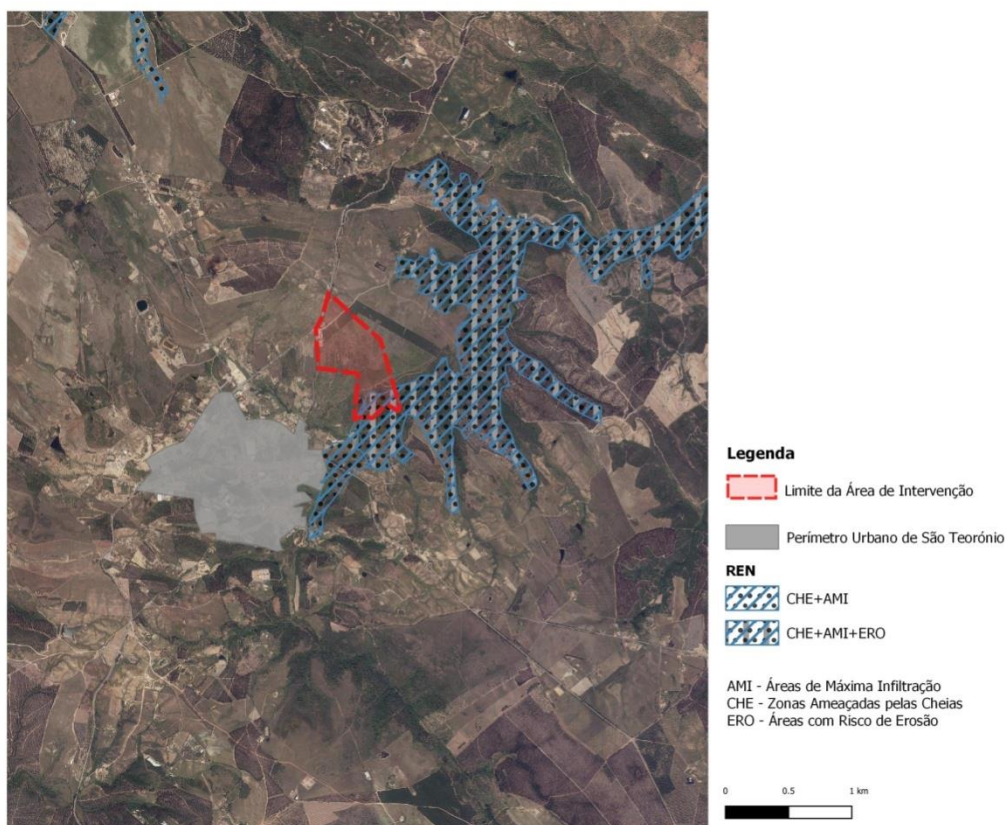 Legenda
Limite da Área de Intervenção
Perímetro Urbano de São Teorónio
REN
CHE+AMI
CHE+AMI+ERO
AMI - Áreas de Máxima Infiltração
CHE - Zonas Ameaçadas pelas Cheias
ERO - Áreas com Risco de Erosão
0 0.5 1 km